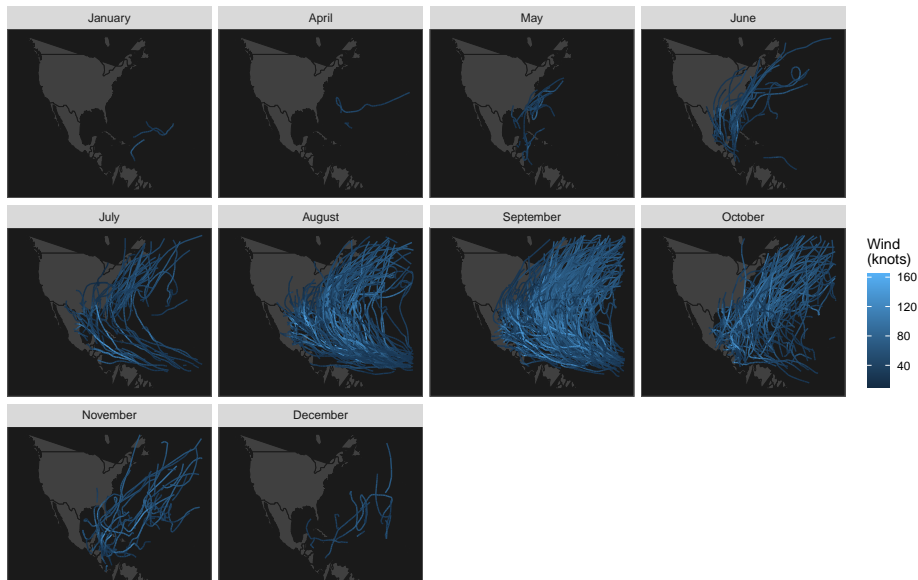 January
April
May
June
July
August
September
October
Wind
(knots)
160
120
80
40
November
December